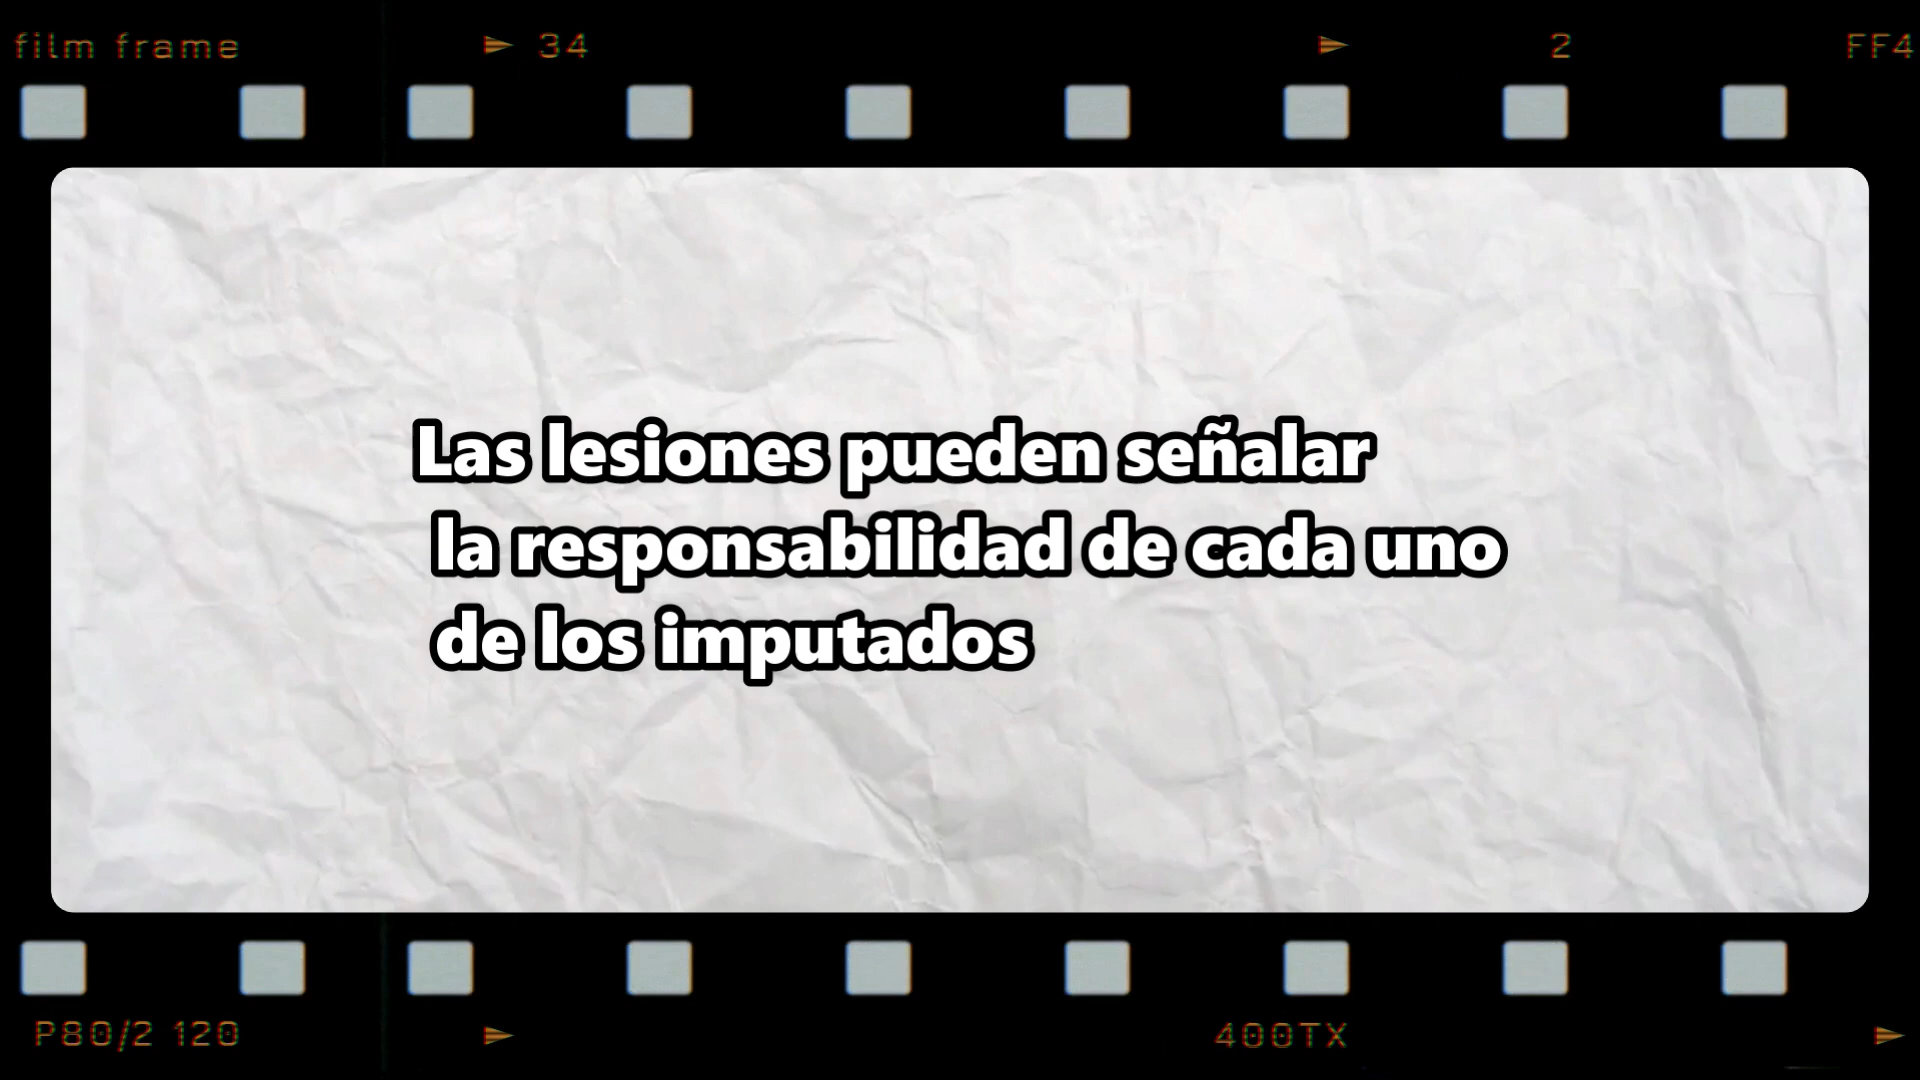 film frame 34 2 FF4
Las lesiones pueden señalar
la responsabilidad de cada uno
de los imputados
P80/2 120 400TX